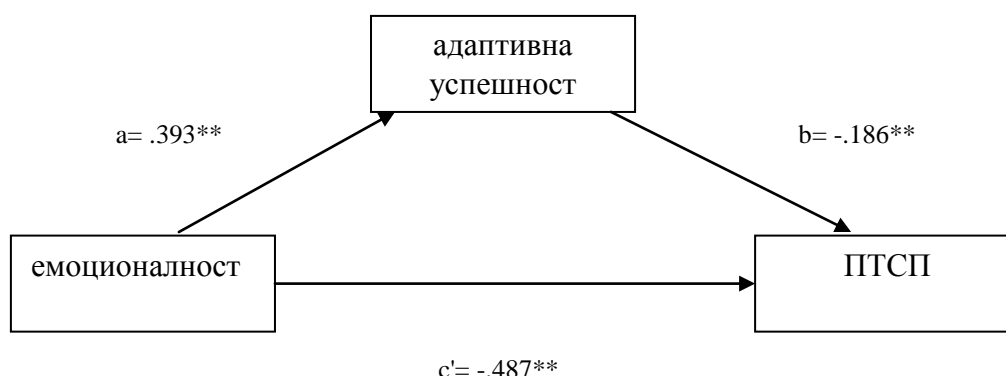 адаптивна
успешност
a= .393**
b= -.186**
емоционалност
ПТСП
c'= -.487**